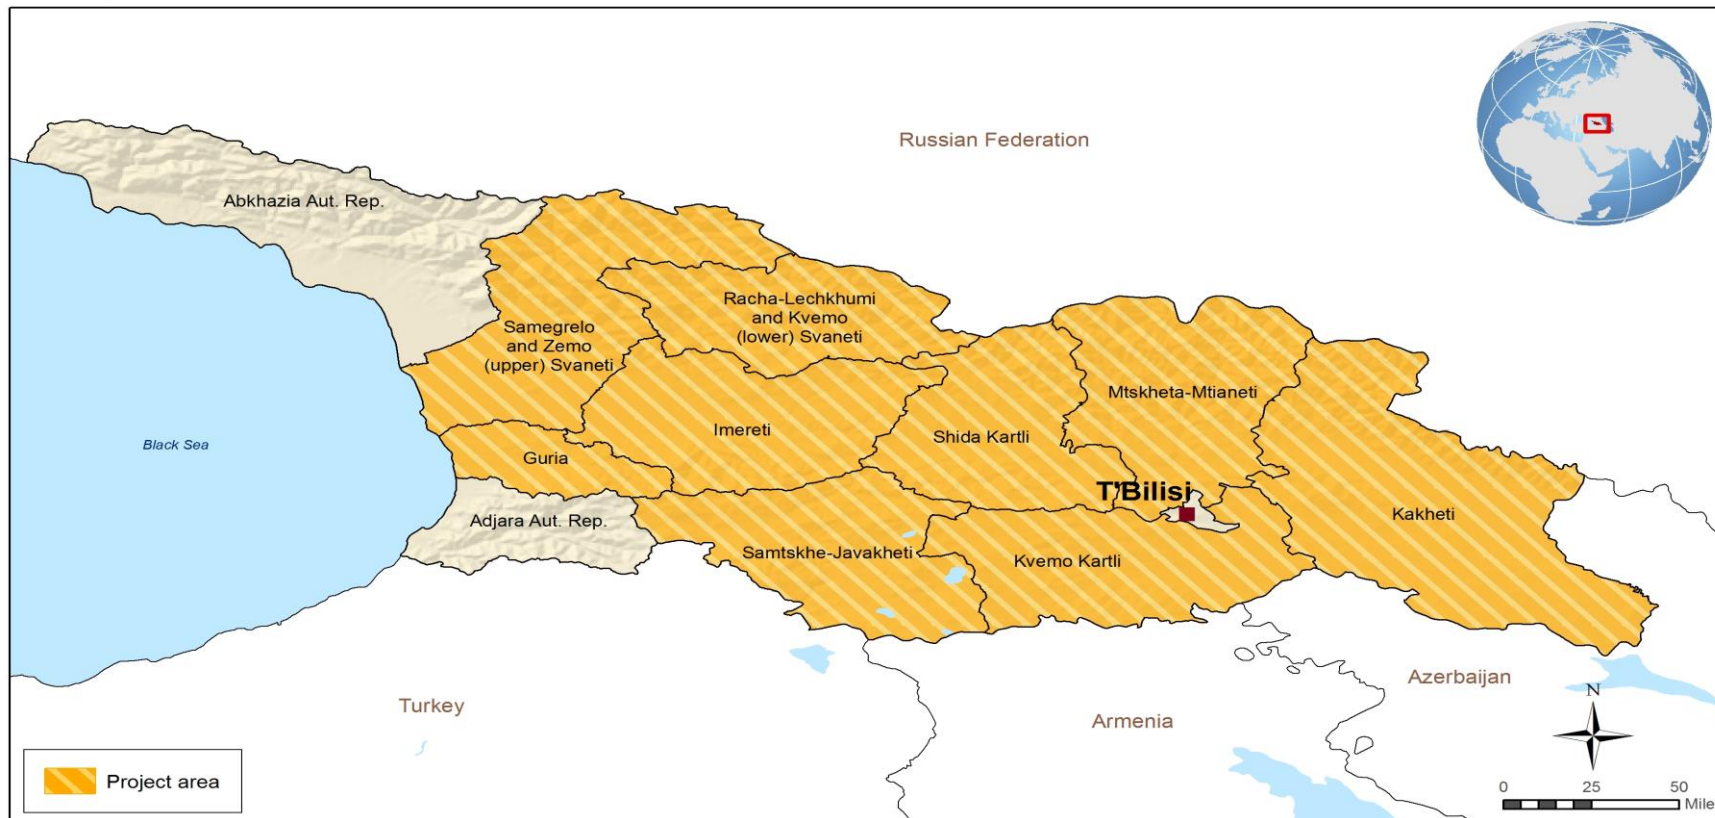 Russian Federation
Abkhazia Aut. Rep.
Racha-Lechkhumi
and Kvemo
(lower) Svaneti
Samegrelo
and Zemo
(upper) Svaneti
Mtskheta-Mtianeti
Imereti
Shida Kartli
Black Sea
Guria
T'Bilisi
Kakheti
Adjara Aut. Rep.
Samtskhe-Javakheti
Kvemo Kartli
Azerbaijan
N
Turkey
Armenia
Project area
0 25 50
Mile